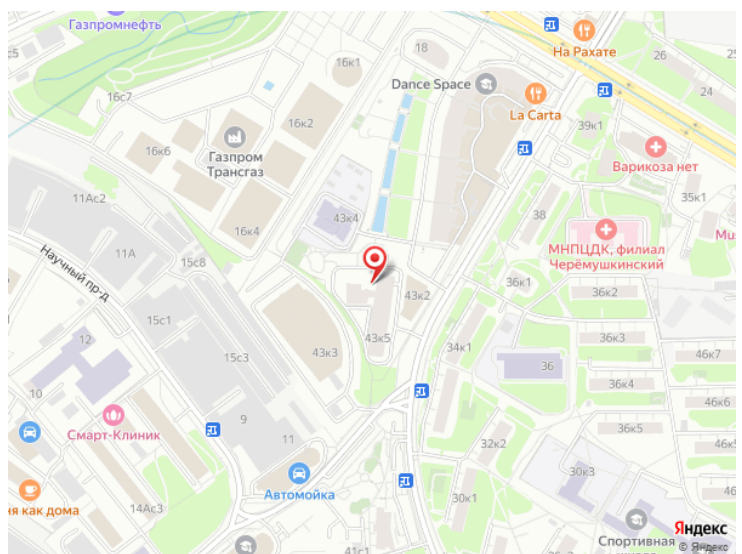 Газпромнефть
На Рахате
18
26
25
16к1
Dance Space
24
16с7
La Carta
16к2
39к1
16к6
Газпром
Трансгаз
Варикоза нет
35к1
11Ас2
43к4
38
16к4
МНПЦДК, филиал
Черёмушкинский
11А
15с8
Научный пр-д
36к1
36к2
43к2
15с1
36к3
12
43к5
34к1
46к7
15с3
43к3
36
36к4
10
46к6
9
36к5
Смарт-Клиник
11
32к2
30к3
Автомойка
30к1
ня как дома
14Ас3
Спортивная
41с1
Яндекс
© Яндекс